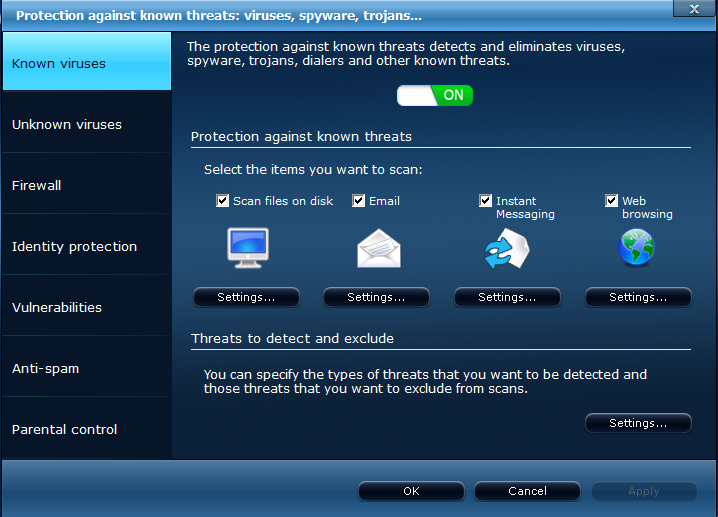 Protection against known threats: viruses, spyware, trojans...
X
Known viruses
Unknown viruses
Firewall
Identity protection
Vulnerabilities
Anti-spam
Parental control
The protection against known threats detects and eliminates viruses,
spyware, trojans, dialers and other known threats.
ON
Protection against known threats
Select the items you want to scan:
Scan files on disk
Email
Instant
Messaging
Web
browsing
Settings...
Settings...
Settings...
Settings...
Threats to detect and exclude
You can specify the types of threats that you want to be detected and
those threats that you want to exclude from scans.
Settings...
OK
Cancel
Apply